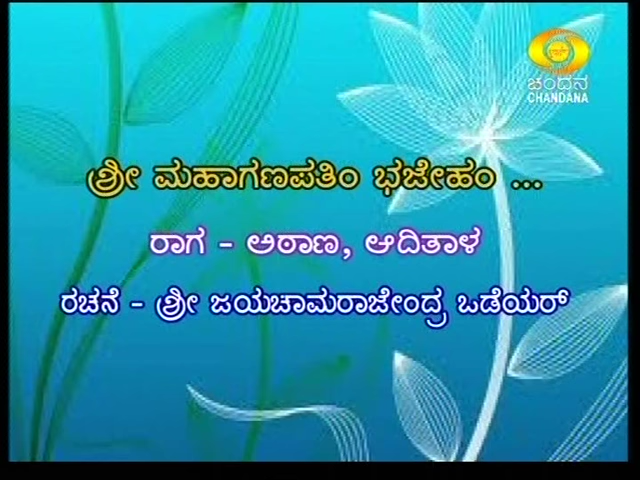 ಚಂದನ
CHANDANA
ಶ್ರೀ ಮಹಾಗಣಪತಿಂ ಭಜೇಹಂ ...
ರಾಗ - ಅಠಾಣ, ಆದಿತಾಳ
ರಚನೆ - ಶ್ರೀ ಜಯಚಾಮರಾಜೇಂದ್ರ ಒಡೆಯರ್